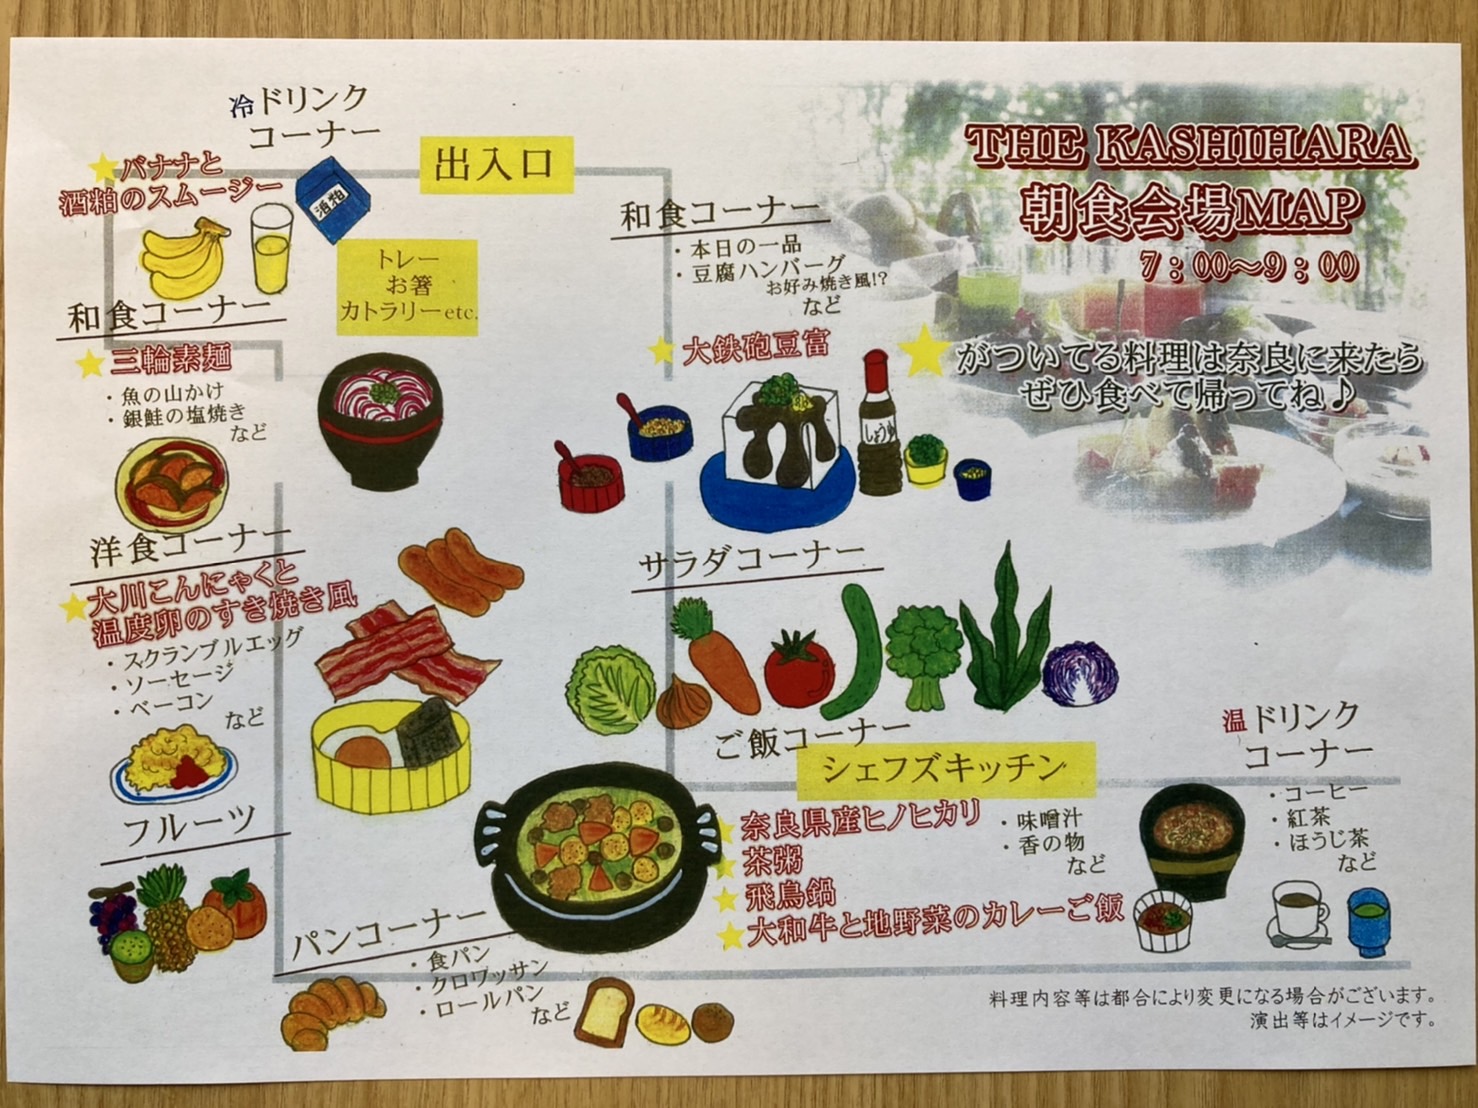 冷ドリンク
コーナー
出入口
バナナと
酒粕のスムージー
酒粕
トレー
お箸
カトラリーetc.
和食コーナー
三輪素麺
・魚の山かけ
・銀鮭の塩焼き
など
洋食コーナー
大川こんにゃくと
温度卵のすき焼き風
・スクランブルエッグ
・ソーセージ
・ベーコン
など
フルーツ
パンコーナー
・食パン
・クロワッサン
・ロールパン
など
和食コーナー
・本日の一品
・豆腐ハンバーグ
お好み焼き風!?
など
大鉄砲豆富
しょうゆ
サラダコーナー
ご飯コーナー
シェフズキッチン
奈良県産ヒノヒカリ
茶粥
飛鳥鍋
大和牛と地野菜のカレーご飯
・味噌汁
・香の物
など
温ドリンク
コーナー
・コーヒー
・紅茶
・ほうじ茶
など
THE KASHIHARA
朝食会場MAP
7：00～9：00
がついてる料理は奈良に来たら
ぜひ食べて帰ってね♪
料理内容等は都合により変更になる場合がございます。
演出等はイメージです。